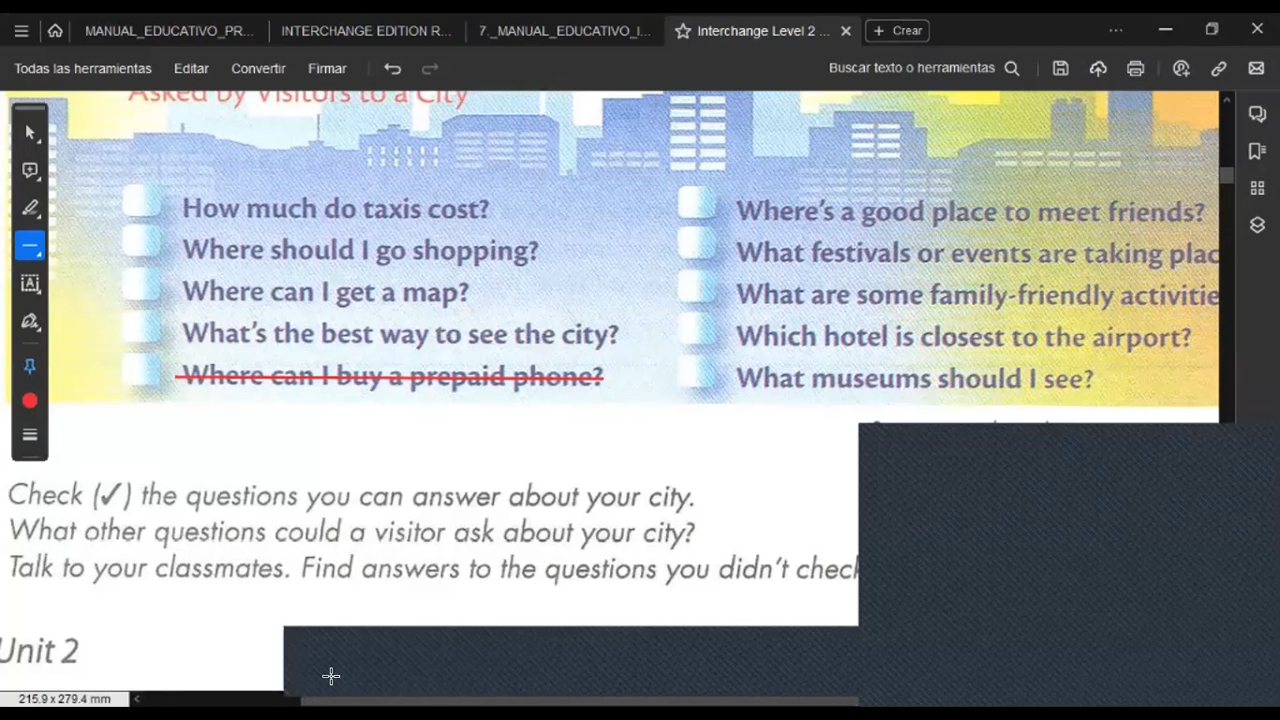 MANUAL_EDUCATIVO_PR...
INTERCHANGE EDITION R...
7._MANUAL_EDUCATIVO_I...
Interchange Level 2 ...
Crear
Todas las herramientas
Editar
Convertir
Firmar
Buscar texto o herramientas
Asked by Visitors to a City
How much do taxis cost?
Where should I go shopping?
Where can I get a map?
What's the best way to see the city?
Where can I buy a prepaid phone?
Where's a good place to meet friends?
What festivals or events are taking plac
What are some family-friendly activitie
Which hotel is closest to the airport?
What museums should I see?
Check (✓) the questions you can answer about your city.
What other questions could a visitor ask about your city?
Talk to your classmates. Find answers to the questions you didn't check
Unit 2
215.9 x 279.4 mm